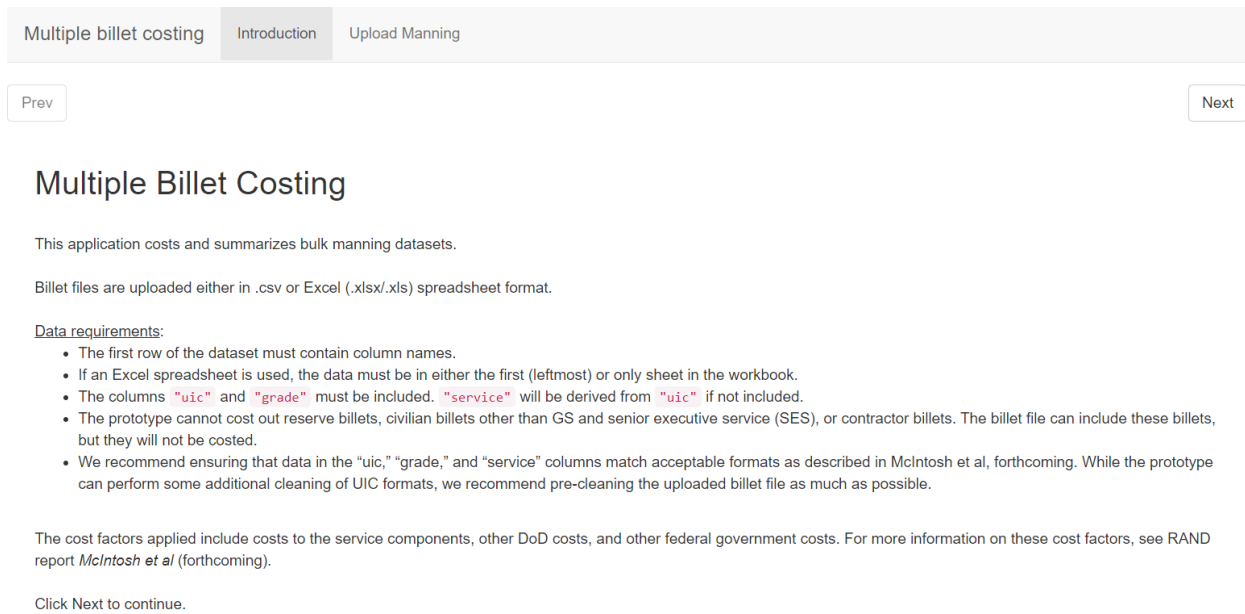 Multiple billet costing Introduction Upload Manning
Prev Next
Multiple Billet Costing
This application costs and summarizes bulk manning datasets.
Billet files are uploaded either in .csv or Excel (.xlsx/.xls) spreadsheet format.
Data requirements:
• The first row of the dataset must contain column names.
• If an Excel spreadsheet is used, the data must be in either the first (leftmost) or only sheet in the workbook.
• The columns "uic" and "grade" must be included. "service" will be derived from "uic" if not included.
• The prototype cannot cost out reserve billets, civilian billets other than GS and senior executive service (SES), or contractor billets. The billet file can include these billets,
but they will not be costed.
• We recommend ensuring that data in the “uic,” “grade,” and “service” columns match acceptable formats as described in McIntosh et al, forthcoming. While the prototype
can perform some additional cleaning of UIC formats, we recommend pre-cleaning the uploaded billet file as much as possible.
The cost factors applied include costs to the service components, other DoD costs, and other federal government costs. For more information on these cost factors, see RAND
report McIntosh et al (forthcoming).
Click Next to continue.